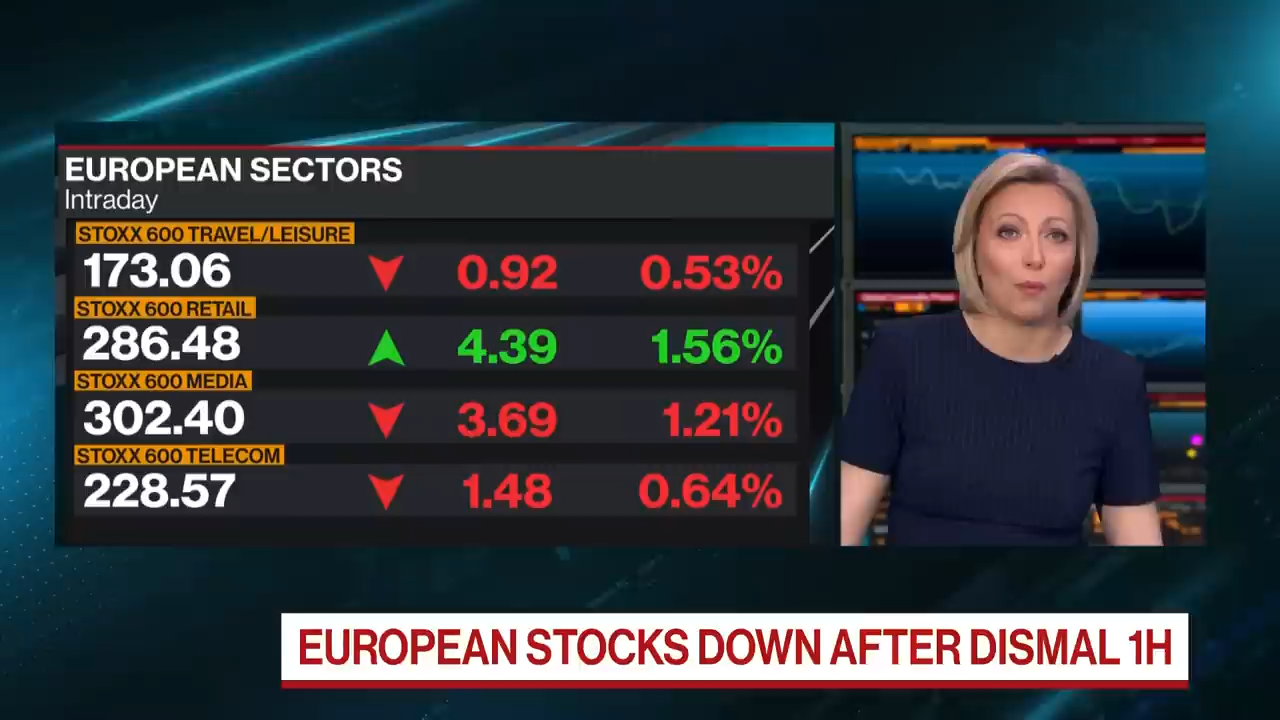 EUROPEAN SECTORS
Intraday
STOXX 600 TRAVEL/LEISURE
173.06 0.92 0.53%
STOXX 600 RETAIL
286.48 4.39 1.56%
STOXX 600 MEDIA
302.40 3.69 1.21%
STOXX 600 TELECOM
228.57 1.48 0.64%
EUROPEAN STOCKS DOWN AFTER DISMAL 1H